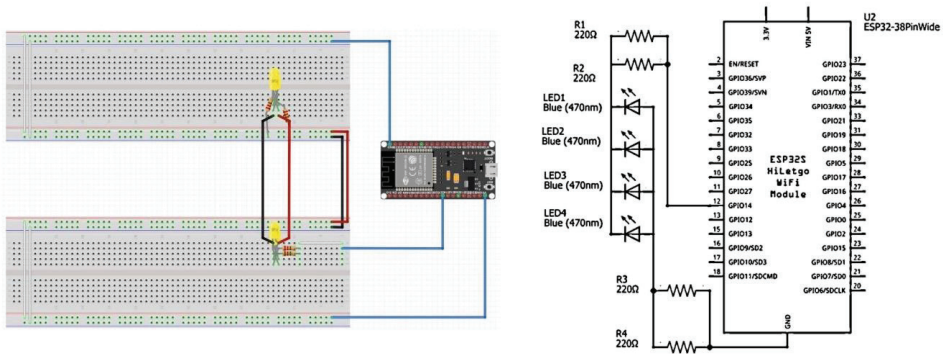 R1
220Ω
R2
220Ω
LED1
Blue (470nm)
LED2
Blue (470nm)
LED3
Blue (470nm)
LED4
Blue (470nm)
R3
220Ω
R4
220Ω
U2
ESP32-38PinWide
3.3V
VIN 5V
2 EN/RESET
3 GPIO36/SVP
4 GPIO39/SVN
5 GPIO34
6 GPIO35
7 GPIO32
8 GPIO33
9 GPIO25
10 GPIO26
11 GPIO27
12 GPIO14
13 GPIO12
15 GPIO13
16 GPIO9/SD2
17 GPIO10/SD3
18 GPIO11/SDCMD
ESP32S
HiLetgo
WiFi
Module
GPIO23 37
GPIO22 36
GPIO1/TX0 35
GPIO3/RX0 34
GPIO21 33
GPIO19 31
GPIO18 30
GPIO5 29
GPIO17 28
GPIO16 27
GPIO4 26
GPIO0 25
GPIO2 24
GPIO15 23
GPIO8/SD1 22
GPIO7/SD0 21
GPIO6/SDCLK 20
GND